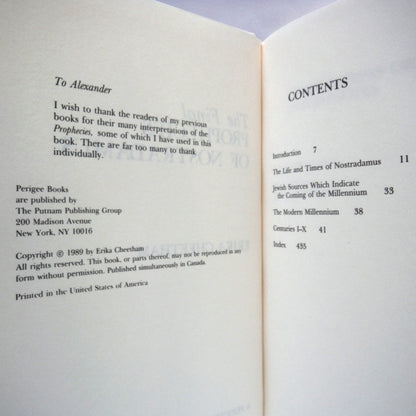 To Alexander
I wish to thank the readers of my previous
books for their many interpretations of the
Prophecies, some of which I have used in this
book. There are far too many to thank
individually.
Perigee Books
are published by
The Putnam Publishing Group
200 Madison Avenue
New York, NY 10016
Copyright © 1989 by Erika Cheetham
All rights reserved. This book, or parts thereof, may not be reproduced in any
form without permission. Published simultaneously in Canada.
Printed in the United States of America
CONTENTS
Introduction 7
The Life and Times of Nostradamus 11
Jewish Sources Which Indicate
the Coming of the Millennium 33
The Modern Millennium 38
Centuries I–X 41
Index 435